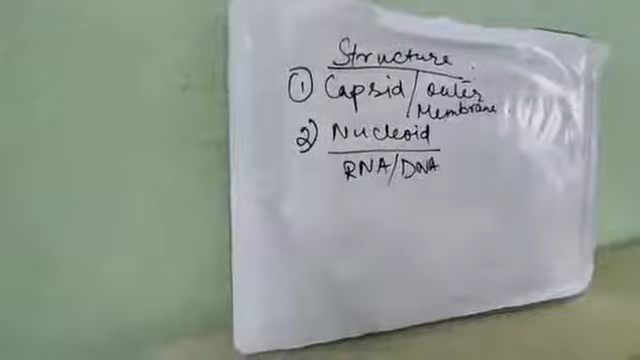 Structure
① Capsid / outer
Membrane
2) Nucleoid
RNA/DNA